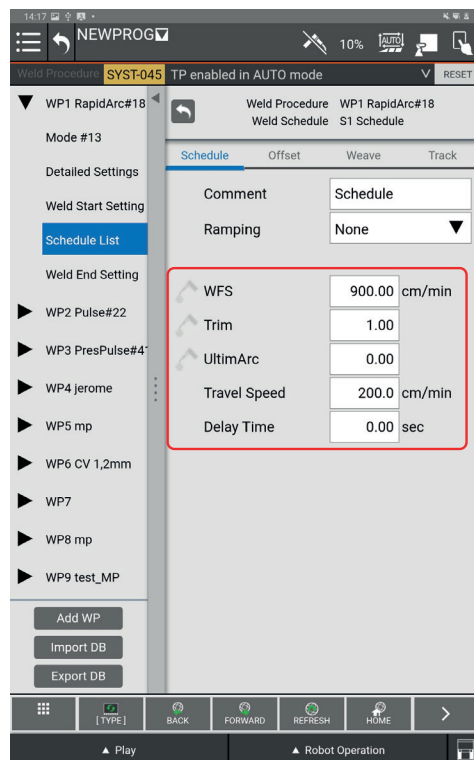 14:17
NEWPROG
10%
AUTO
Weld Procedure SYST-045 TP enabled in AUTO mode RESET
WP1 RapidArc#18
Mode #13
Detailed Settings
Weld Start Setting
Schedule List
Weld End Setting
WP2 Pulse#22
WP3 PresPulse#4
WP4 jerome
WP5 mp
WP6 CV 1,2mm
WP7
WP8 mp
WP9 test_MP
Add WP
Import DB
Export DB
Weld Procedure WP1 RapidArc#18
Weld Schedule S1 Schedule
Schedule Offset Weave Track
Comment Schedule
Ramping None
WFS 900.00 cm/min
Trim 1.00
UltimArc 0.00
Travel Speed 200.0 cm/min
Delay Time 0.00 sec
[ TYPE ] BACK FORWARD REFRESH HOME
▲ Play ▲ Robot Operation